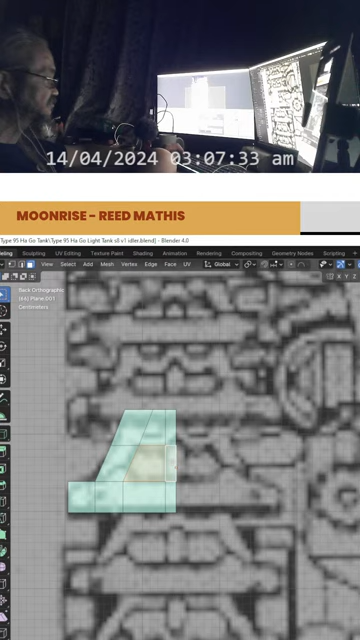 14/04/2024 03:07:33 am
MOONRISE - REED MATHIS
Type 95 Ha Go Tank\Type 95 Ha Go Light Tank s8 v1 idler.blend] - Blender 4.0
UV Editing Texture Paint Shading Animation Rendering Compositing Geometry Nodes Scripting +
View Select Add Mesh Vertex Edge Face UV Global
X Y Z
Back Orthographic
(64) Plane.001
Centimeters